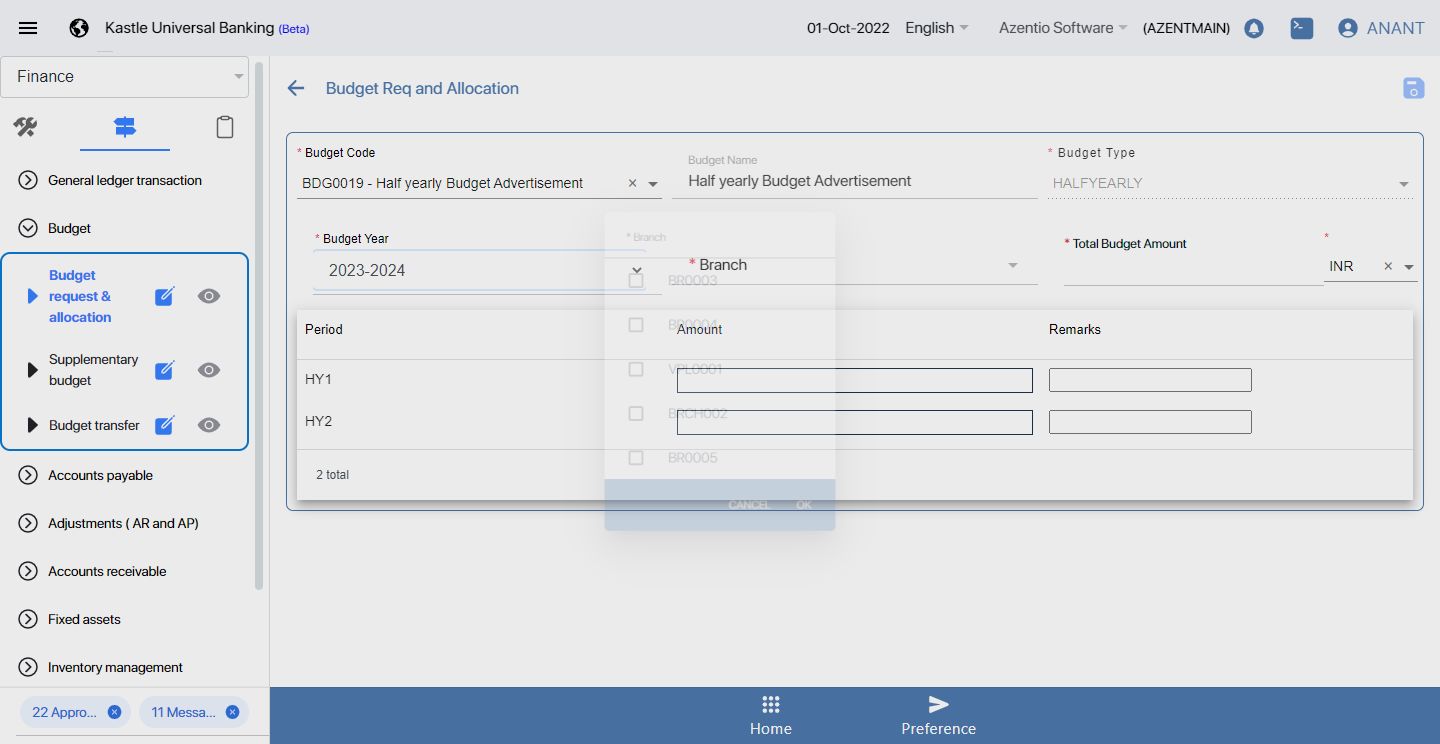 Kastle Universal Banking (Beta)
01-Oct-2022
English
Azentio Software
(AZENTMAIN)
ANANT
Finance
General ledger transaction
Budget
Budget
request &
allocation
Supplementary
budget
Budget transfer
Accounts payable
Adjustments ( AR and AP)
Accounts receivable
Fixed assets
Inventory management
22 Appro...
11 Messa...
Budget Req and Allocation
* Budget Code
BDG0019 - Half yearly Budget Advertisement
Budget Name
Half yearly Budget Advertisement
* Budget Type
HALFYEARLY
* Budget Year
2023-2024
* Branch
* Total Budget Amount
*
INR
* Branch
BR0003
BR0004
VPL0001
BRCH002
BR0005
CANCEL OK
Period
Amount
Remarks
HY1
HY2
2 total
Home
Preference